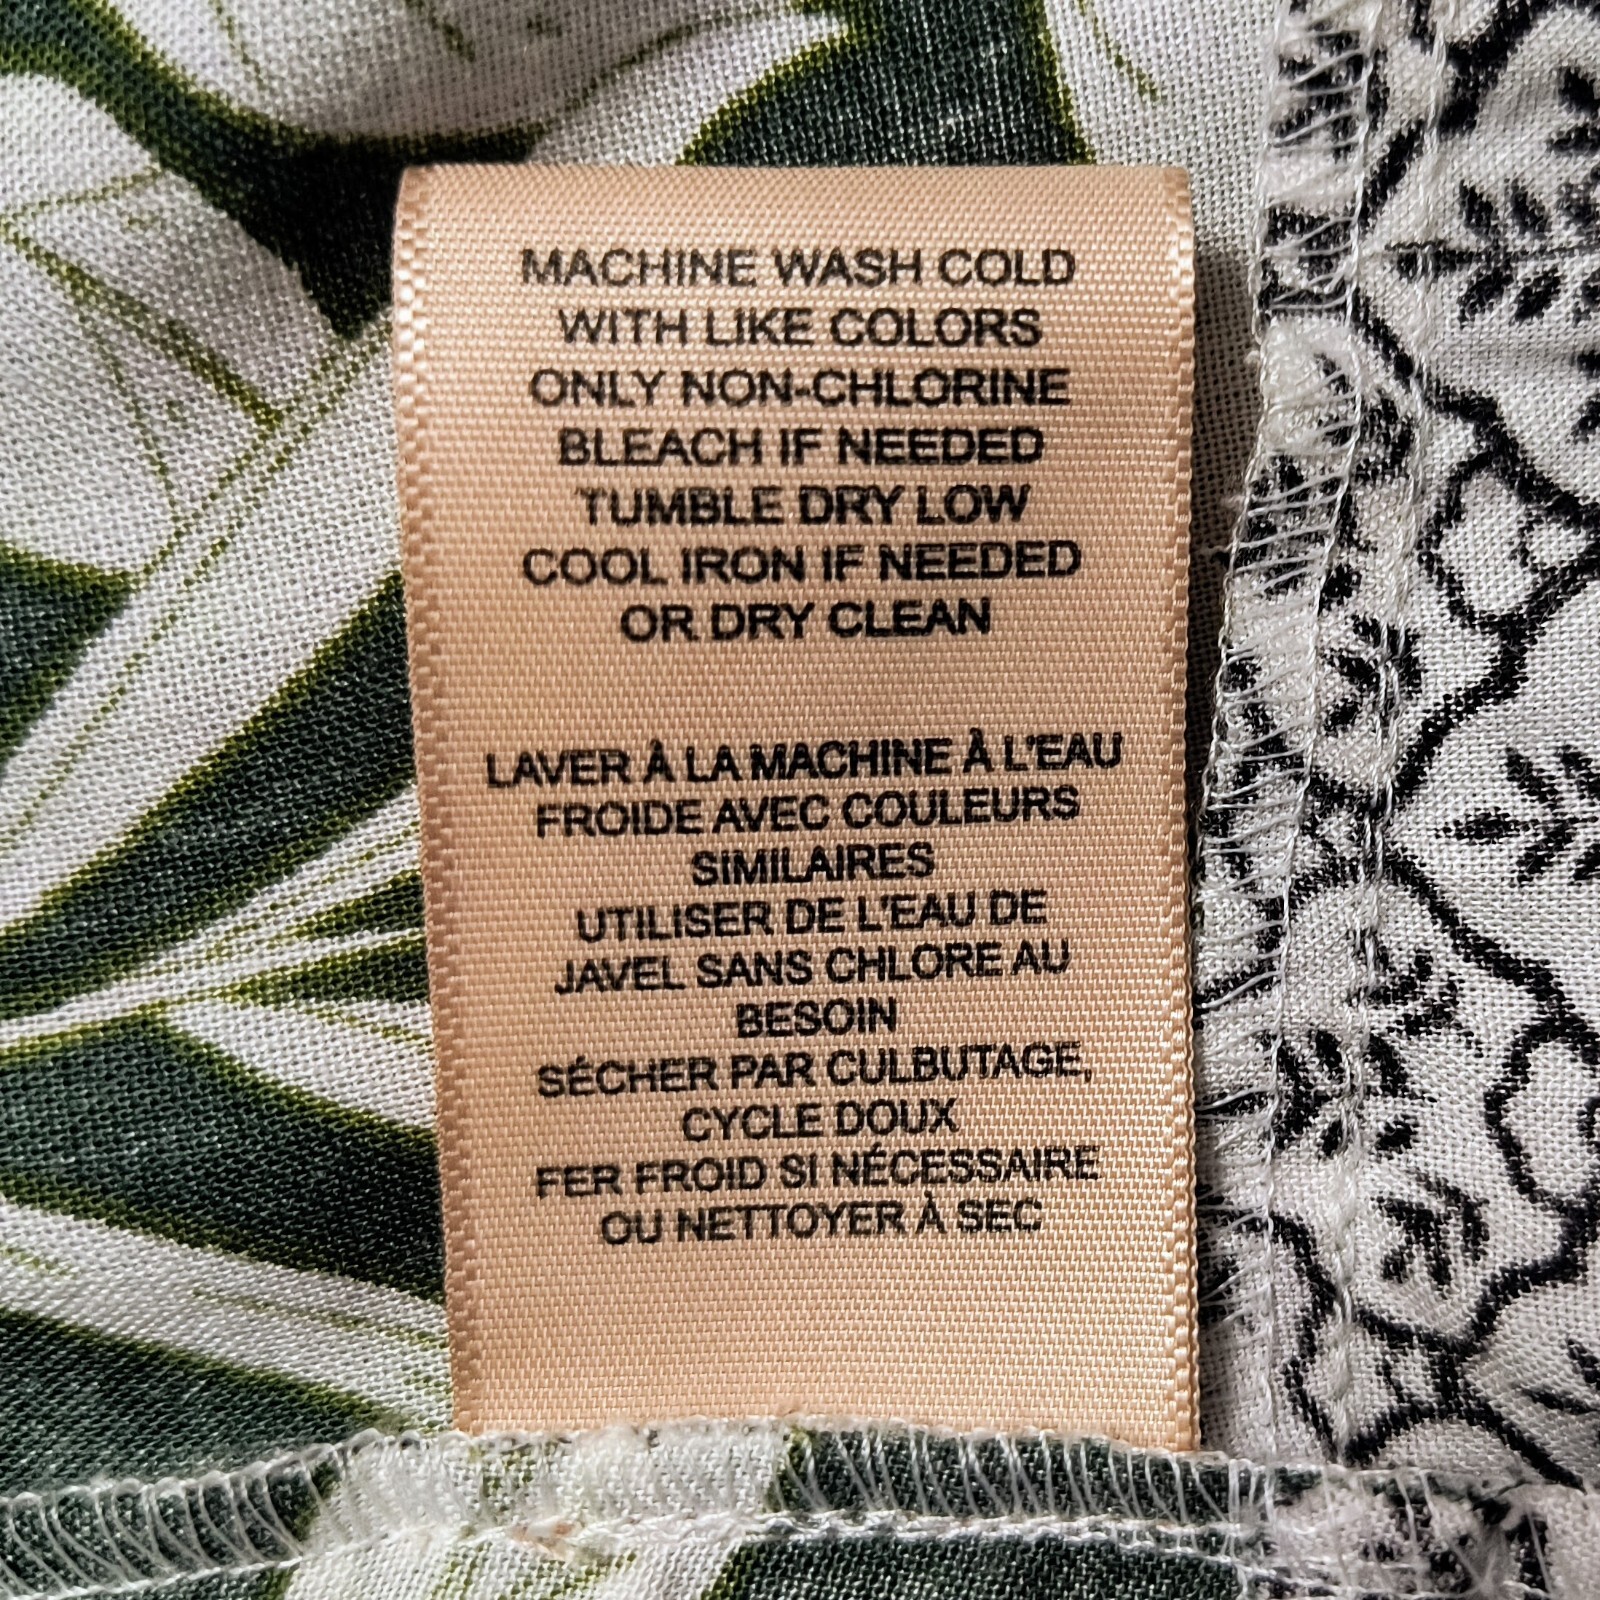 MACHINE WASH COLD
WITH LIKE COLORS
ONLY NON-CHLORINE
BLEACH IF NEEDED
TUMBLE DRY LOW
COOL IRON IF NEEDED
OR DRY CLEAN
LAVER À LA MACHINE À L'EAU
FROIDE AVEC COULEURS
SIMILAIRES
UTILISER DE L'EAU DE
JAVEL SANS CHLORE AU
BESOIN
SÉCHER PAR CULBUTAGE,
CYCLE DOUX
FER FROID SI NÉCESSAIRE
OU NETTOYER À SEC